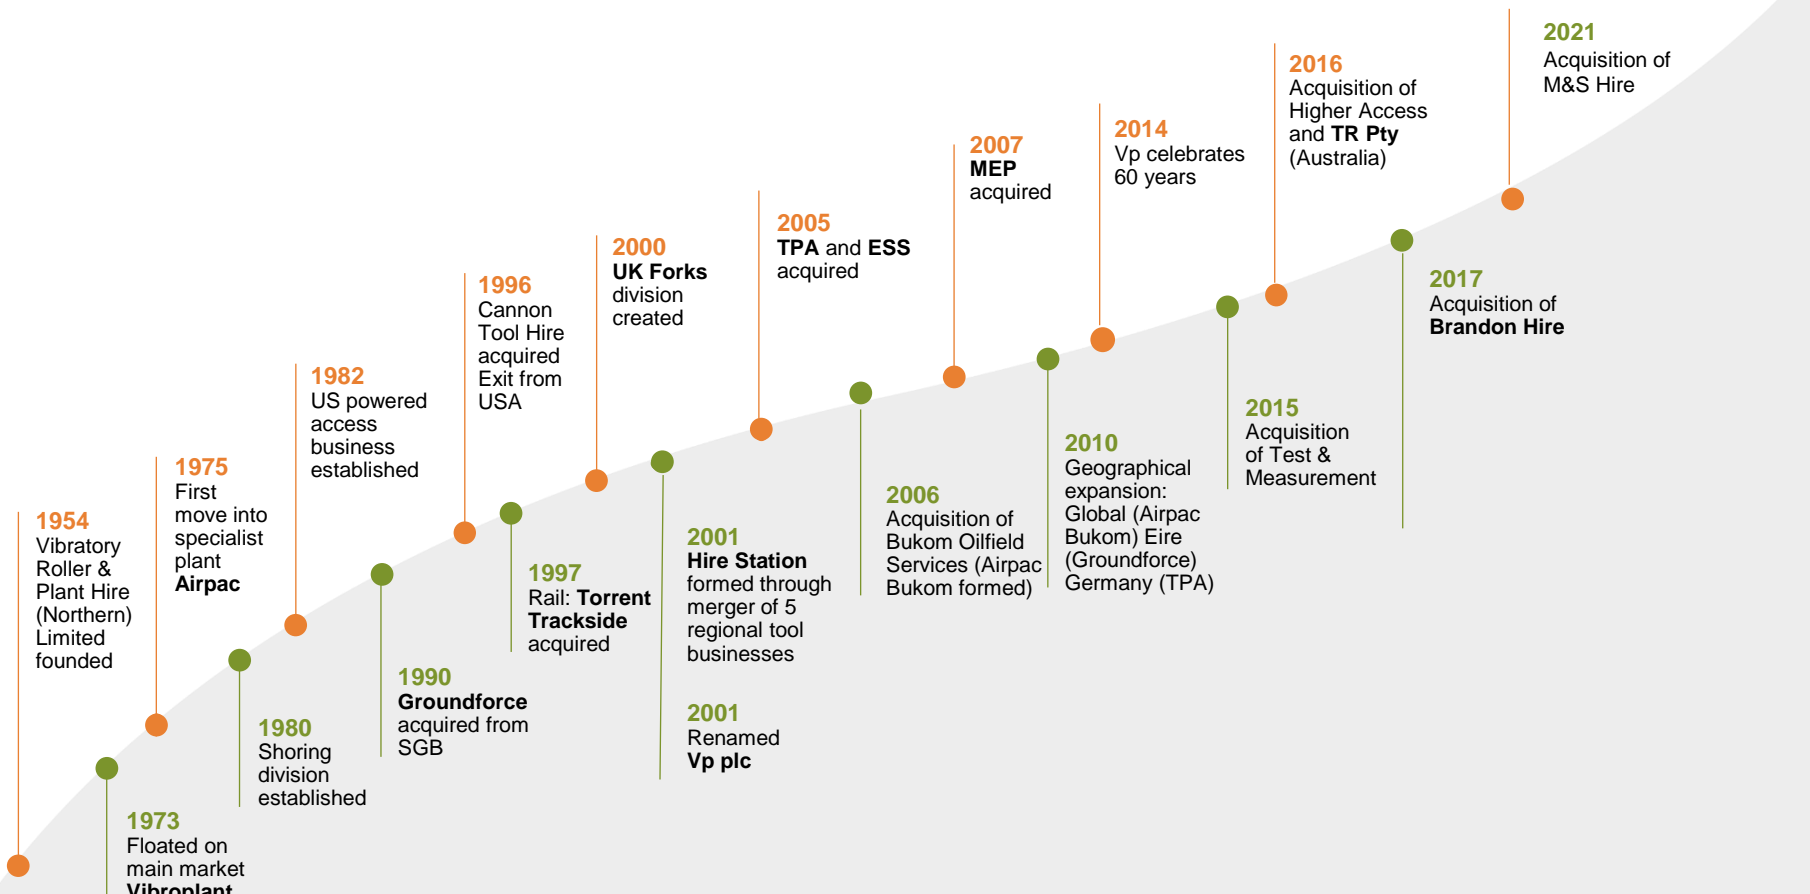 1954
Vibratory
Roller &
Plant Hire
(Northern)
Limited
founded
1973
Floated on
main market
Vibroplant
1975
First
move into
specialist
plant
Airpac
1980
Shoring
division
established
1982
US powered
access
business
established
1990
Groundforce
acquired from
SGB
1996
Cannon
Tool Hire
acquired
Exit from
USA
1997
Rail: Torrent
Trackside
acquired
2000
UK Forks
division
created
2001
Hire Station
formed through
merger of 5
regional tool
businesses
2001
Renamed
Vp plc
2005
TPA and ESS
acquired
2006
Acquisition of
Bukom Oilfield
Services (Airpac
Bukom formed)
2007
MEP
acquired
2010
Geographical
expansion:
Global (Airpac
Bukom) Eire
(Groundforce)
Germany (TPA)
2014
Vp celebrates
60 years
2015
Acquisition
of Test &
Measurement
2016
Acquisition of
Higher Access
and TR Pty
(Australia)
2017
Acquisition of
Brandon Hire
2021
Acquisition of
M&S Hire